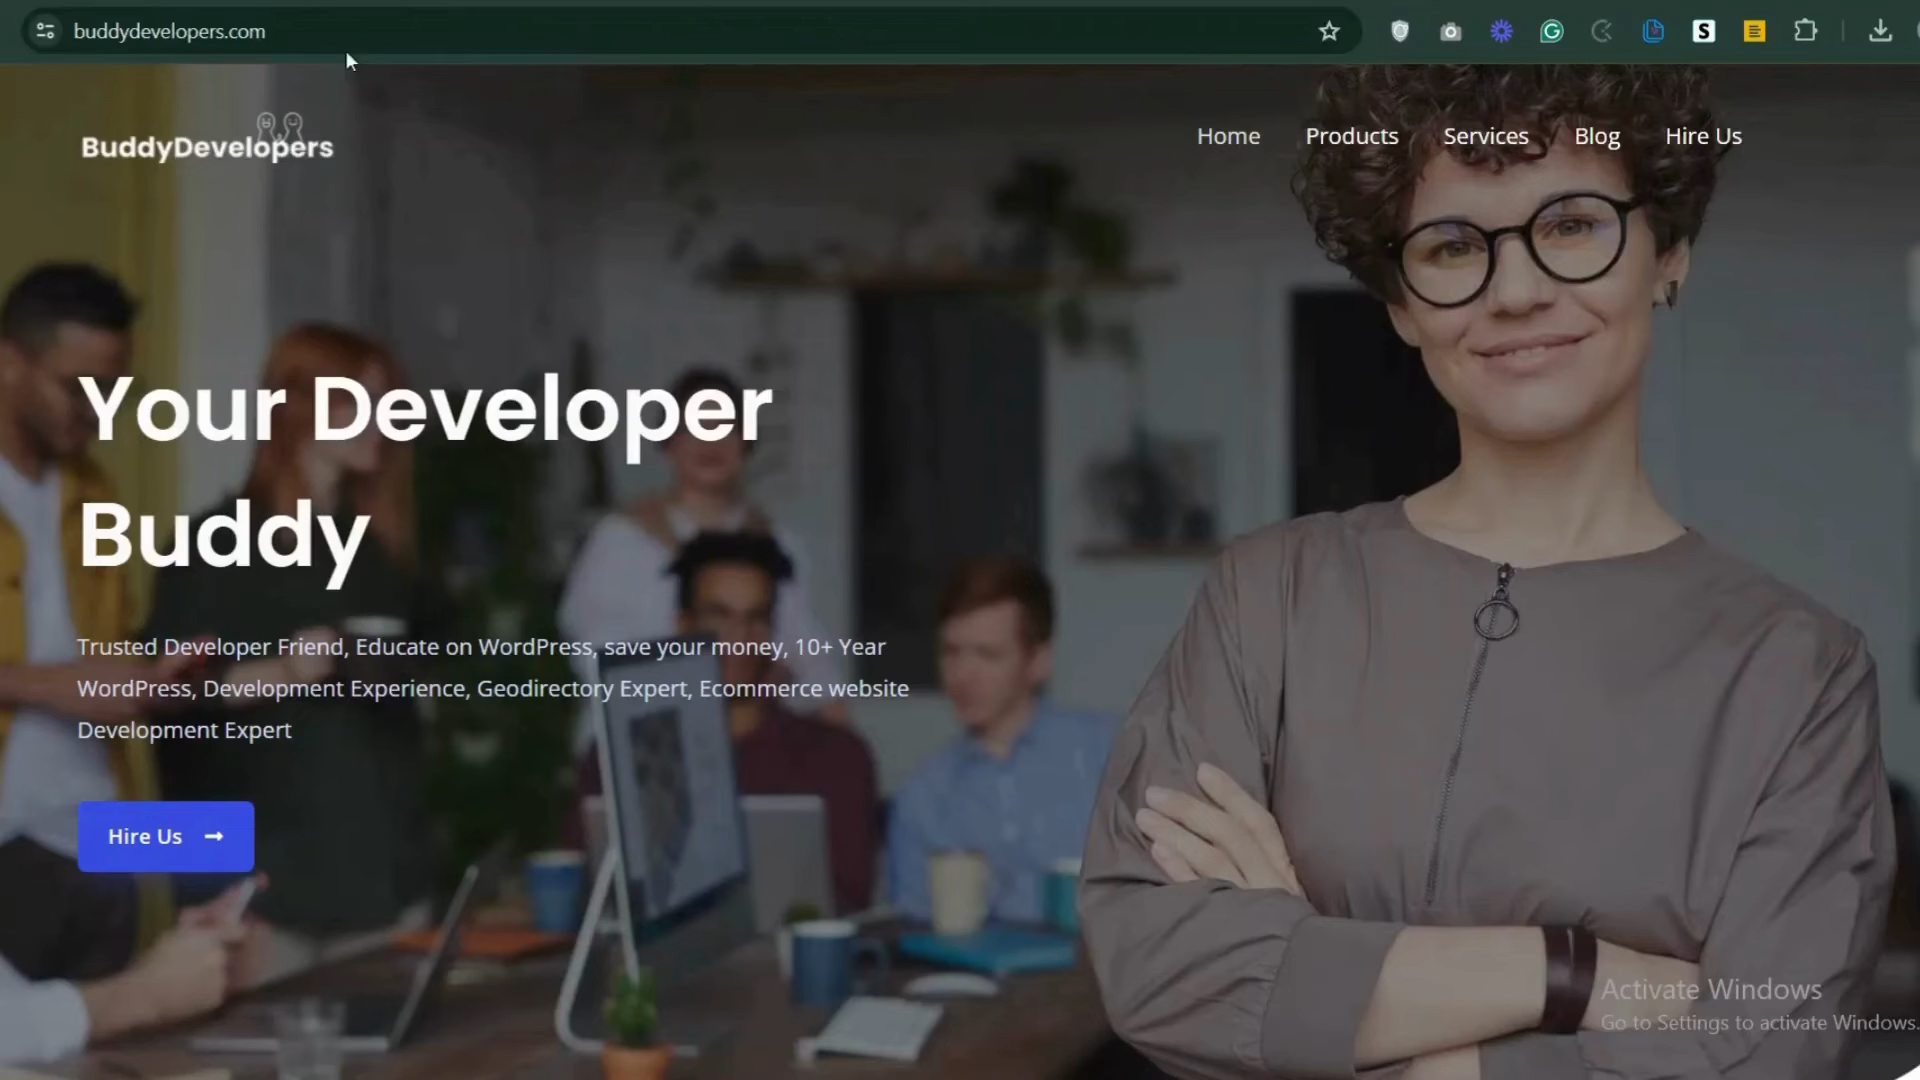 buddydevelopers.com
BuddyDevelopers
Home Products Services Blog Hire Us
Your Developer
Buddy
Trusted Developer Friend, Educate on WordPress, save your money, 10+ Year
WordPress, Development Experience, Geodirectory Expert, Ecommerce website
Development Expert
Hire Us
Activate Windows
Go to Settings to activate Windows.